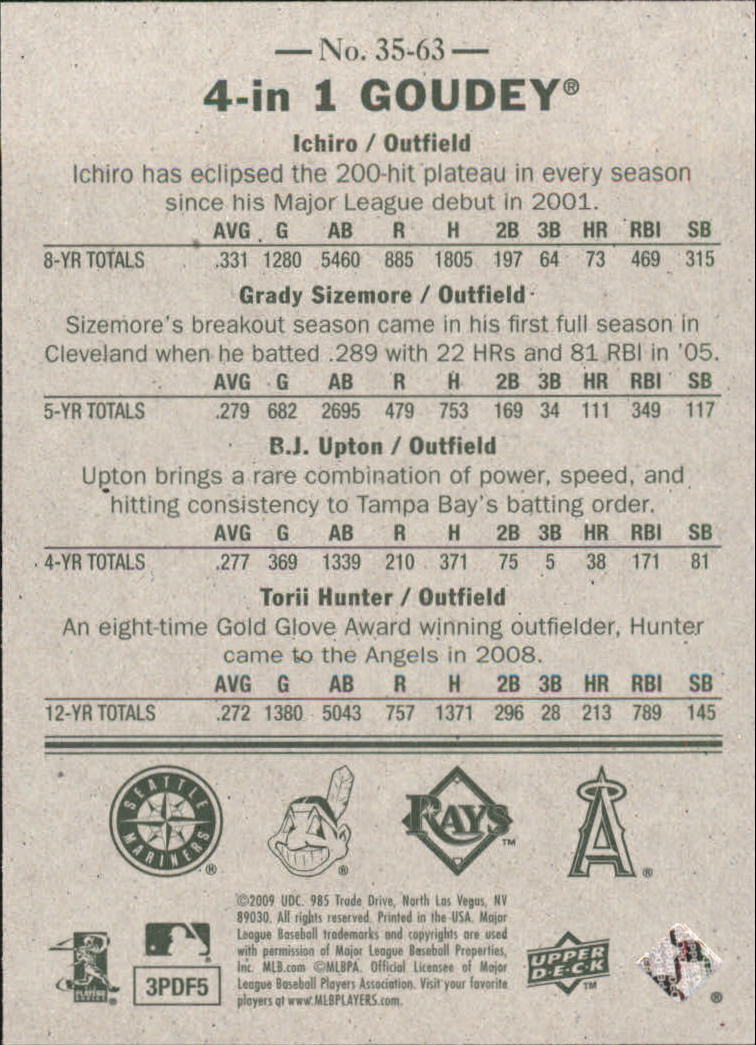 No. 35-63
4-in 1 GOUDEY®
Ichiro / Outfield
Ichiro has eclipsed the 200-hit plateau in every season
since his Major League debut in 2001.
AVG G AB R H 2B 3B HR RBI SB
8-YR TOTALS .331 1280 5460 885 1805 197 64 73 469 315
Grady Sizemore / Outfield
Sizemore's breakout season came in his first full season in
Cleveland when he batted .289 with 22 HRs and 81 RBI in '05.
AVG G AB R H 2B 3B HR RBI SB
5-YR TOTALS .279 682 2695 479 753 169 34 111 349 117
B.J. Upton / Outfield
Upton brings a rare combination of power, speed, and
hitting consistency to Tampa Bay's batting order.
AVG G AB R H 2B 3B HR RBI SB
4-YR TOTALS .277 369 1339 210 371 75 5 38 171 81
Torii Hunter / Outfield
An eight-time Gold Glove Award winning outfielder, Hunter
came to the Angels in 2008.
AVG G AB R H 2B 3B HR RBI SB
12-YR TOTALS .272 1380 5043 757 1371 296 28 213 789 145
SEATTLE MARINERS ®
®
RAYS TM
A ®
©2009 UDC. 985 Trade Drive, North Las Vegas, NV
89030. All rights reserved. Printed in the USA. Major
League Baseball trademarks and copyrights are used
with permission of Major League Baseball Properties,
Inc. MLB.com ©MLBPA. Official Licensee of Major
League Baseball Players Association. Visit your favorite
players at www.MLBPLAYERS.com.
3PDF5
UPPER
D·E·C·K
TM
®